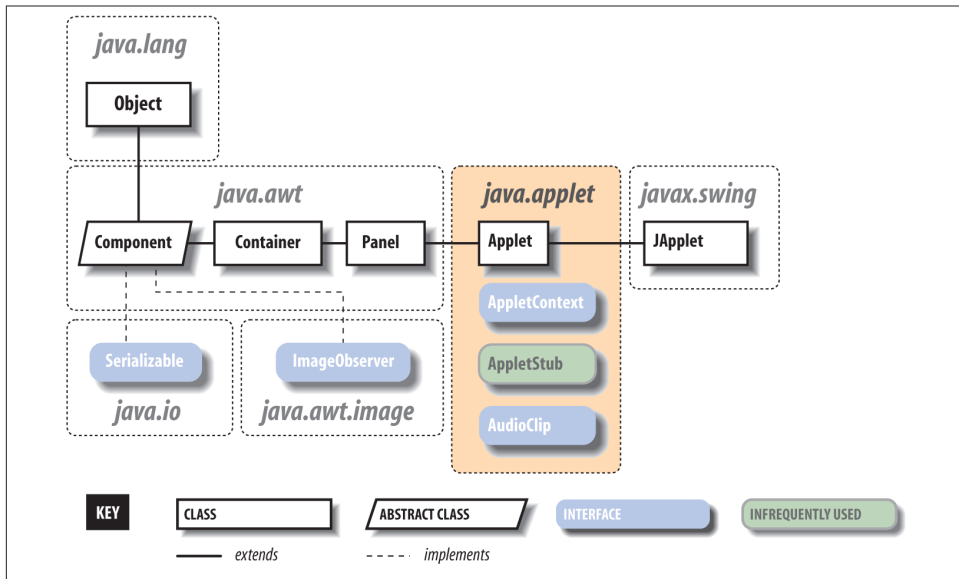 java.lang
Object
java.awt
java.applet
javax.swing
Component
Container
Panel
Applet
JApplet
AppletContext
Serializable
ImageObserver
AppletStub
java.io
java.awt.image
AudioClip
KEY
CLASS
ABSTRACT CLASS
INTERFACE
INFREQUENTLY USED
extends
implements